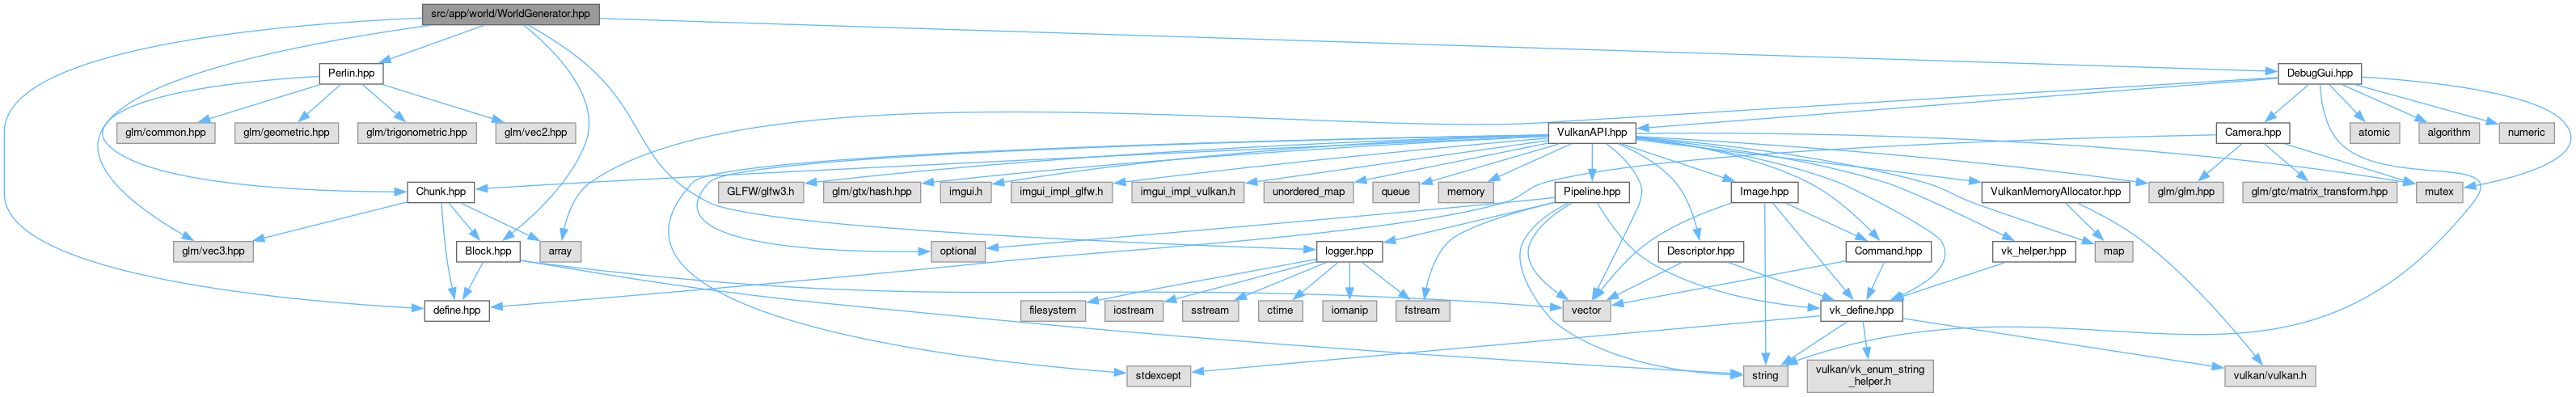 src/app/world/WorldGenerator.hpp
Perlin.hpp
DebugGui.hpp
glm/common.hpp
glm/geometric.hpp
glm/trigonometric.hpp
glm/vec2.hpp
VulkanAPI.hpp
Camera.hpp
atomic
algorithm
numeric
Chunk.hpp
GLFW/glfw3.h
glm/gtx/hash.hpp
imgui.h
imgui_impl_glfw.h
imgui_impl_vulkan.h
unordered_map
queue
memory
Pipeline.hpp
Image.hpp
VulkanMemoryAllocator.hpp
glm/glm.hpp
glm/gtc/matrix_transform.hpp
mutex
glm/vec3.hpp
Block.hpp
array
optional
logger.hpp
Descriptor.hpp
Command.hpp
vk_helper.hpp
map
define.hpp
filesystem
iostream
sstream
ctime
iomanip
fstream
vector
vk_define.hpp
stdexcept
string
vulkan/vk_enum_string
_helper.h
vulkan/vulkan.h